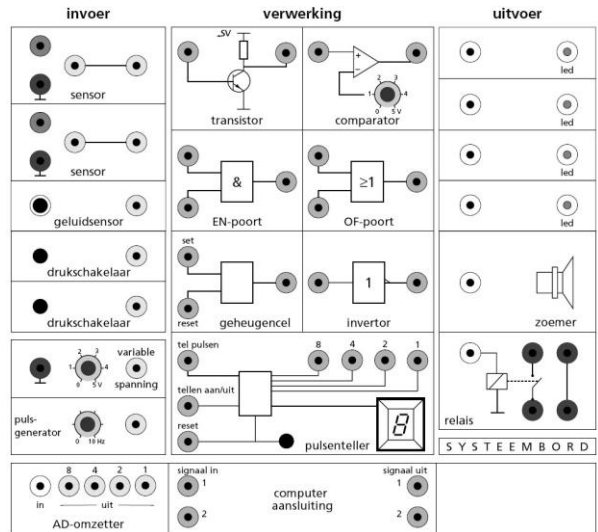 invoer
verwerking
uitvoer
sensor
sensor
geluidsensor
drukschakelaar
drukschakelaar
0 1 2 3 4 5 V
variable
spanning
puls-
generator
0 10 Hz
in
8 4 2 1
uit
AD-omzetter
5V
transistor
+
−
0 1 2 3 4 5 V
comparator
&
EN-poort
≥1
OF-poort
set
reset
geheugencel
1
invertor
tel pulsen
8 4 2 1
tellen aan/uit
reset
8
pulsenteller
signaal in
1
2
computer
aansluiting
signaal uit
1
2
led
led
led
led
zoemer
relais
SYSTEEMBORD